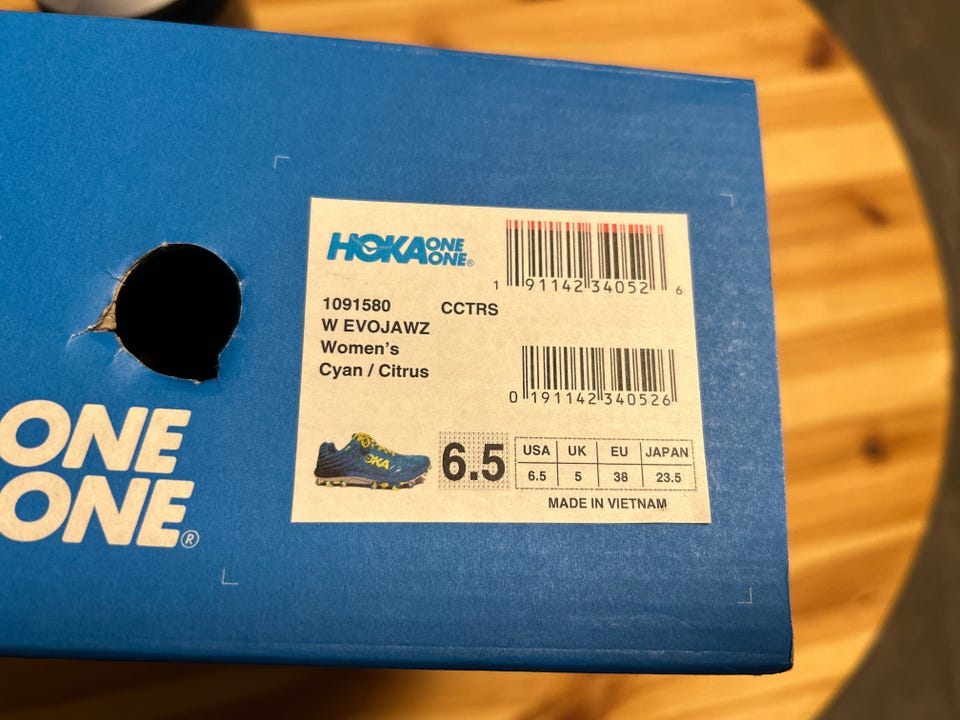 ONE
ONE®
HOKA ONE ONE®
1 91142 34052 6
1091580 CCTRS
W EVOJAWZ
Women's
Cyan / Citrus
0 191142 340526
HOKA
6.5
USA UK EU JAPAN
6.5 5 38 23.5
MADE IN VIETNAM